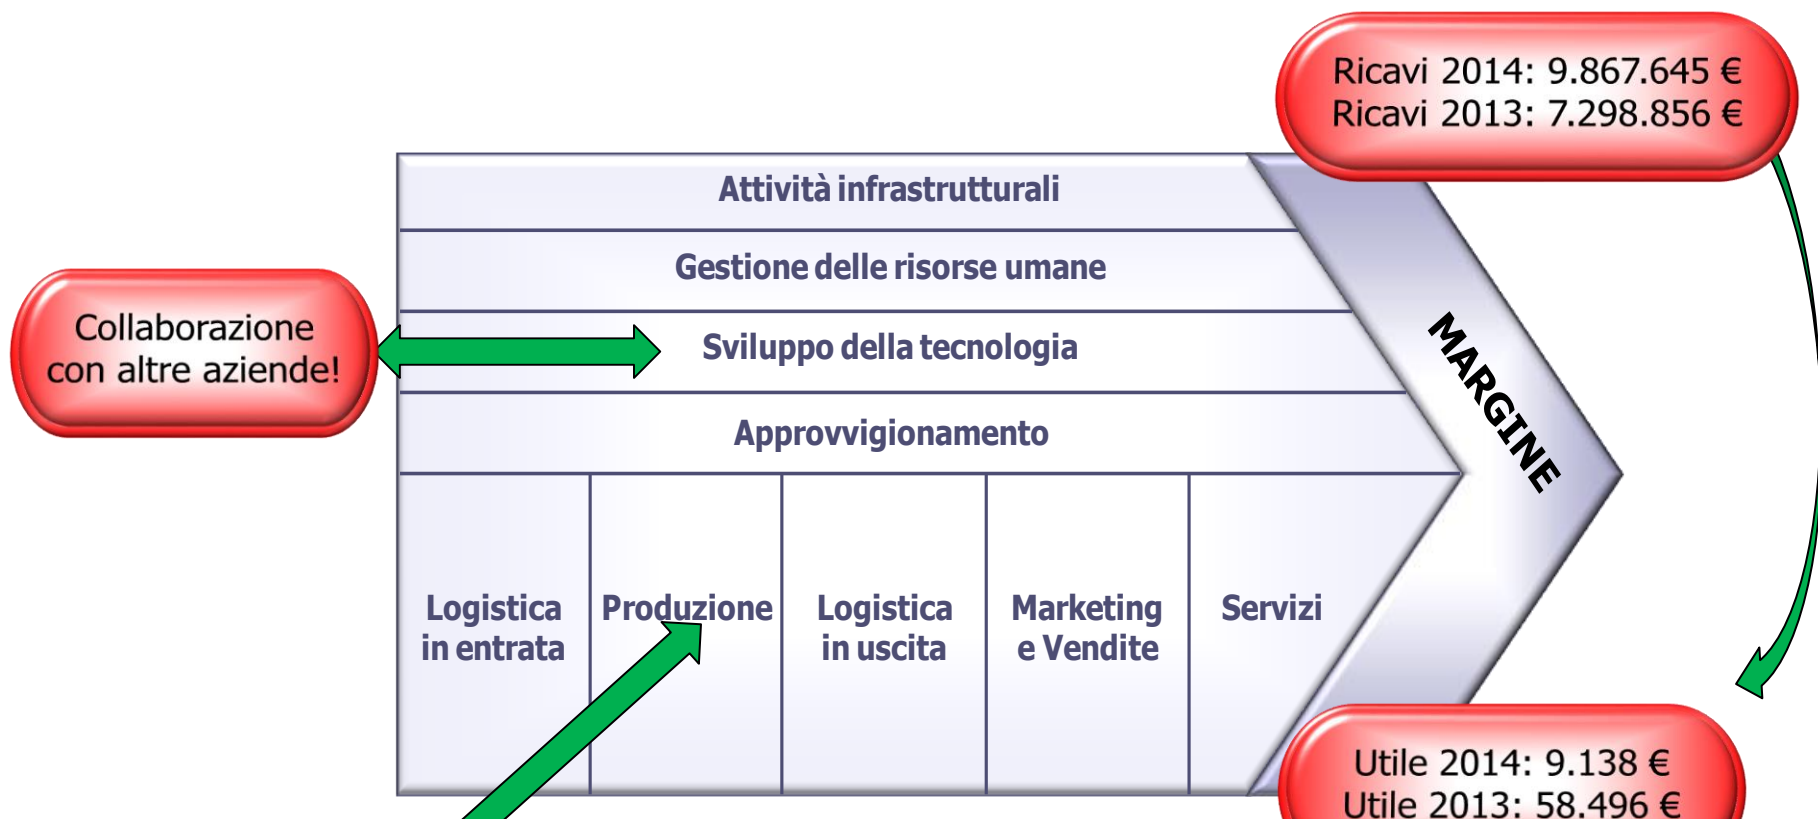 Ricavi 2014: 9.867.645 €
Ricavi 2013: 7.298.856 €
Attività infrastrutturali
Gestione delle risorse umane
Collaborazione
con altre aziende!
Sviluppo della tecnologia
MARGINE
Approvvigionamento
Logistica
in entrata
Produzione
Logistica
in uscita
Marketing
e Vendite
Servizi
Utile 2014: 9.138 €
Utile 2013: 58.496 €